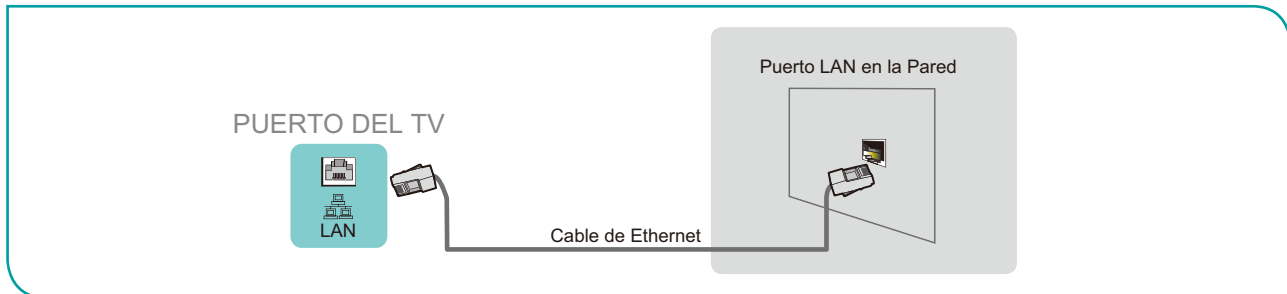 Puerto LAN en la Pared
PUERTO DEL TV
LAN
Cable de Ethernet